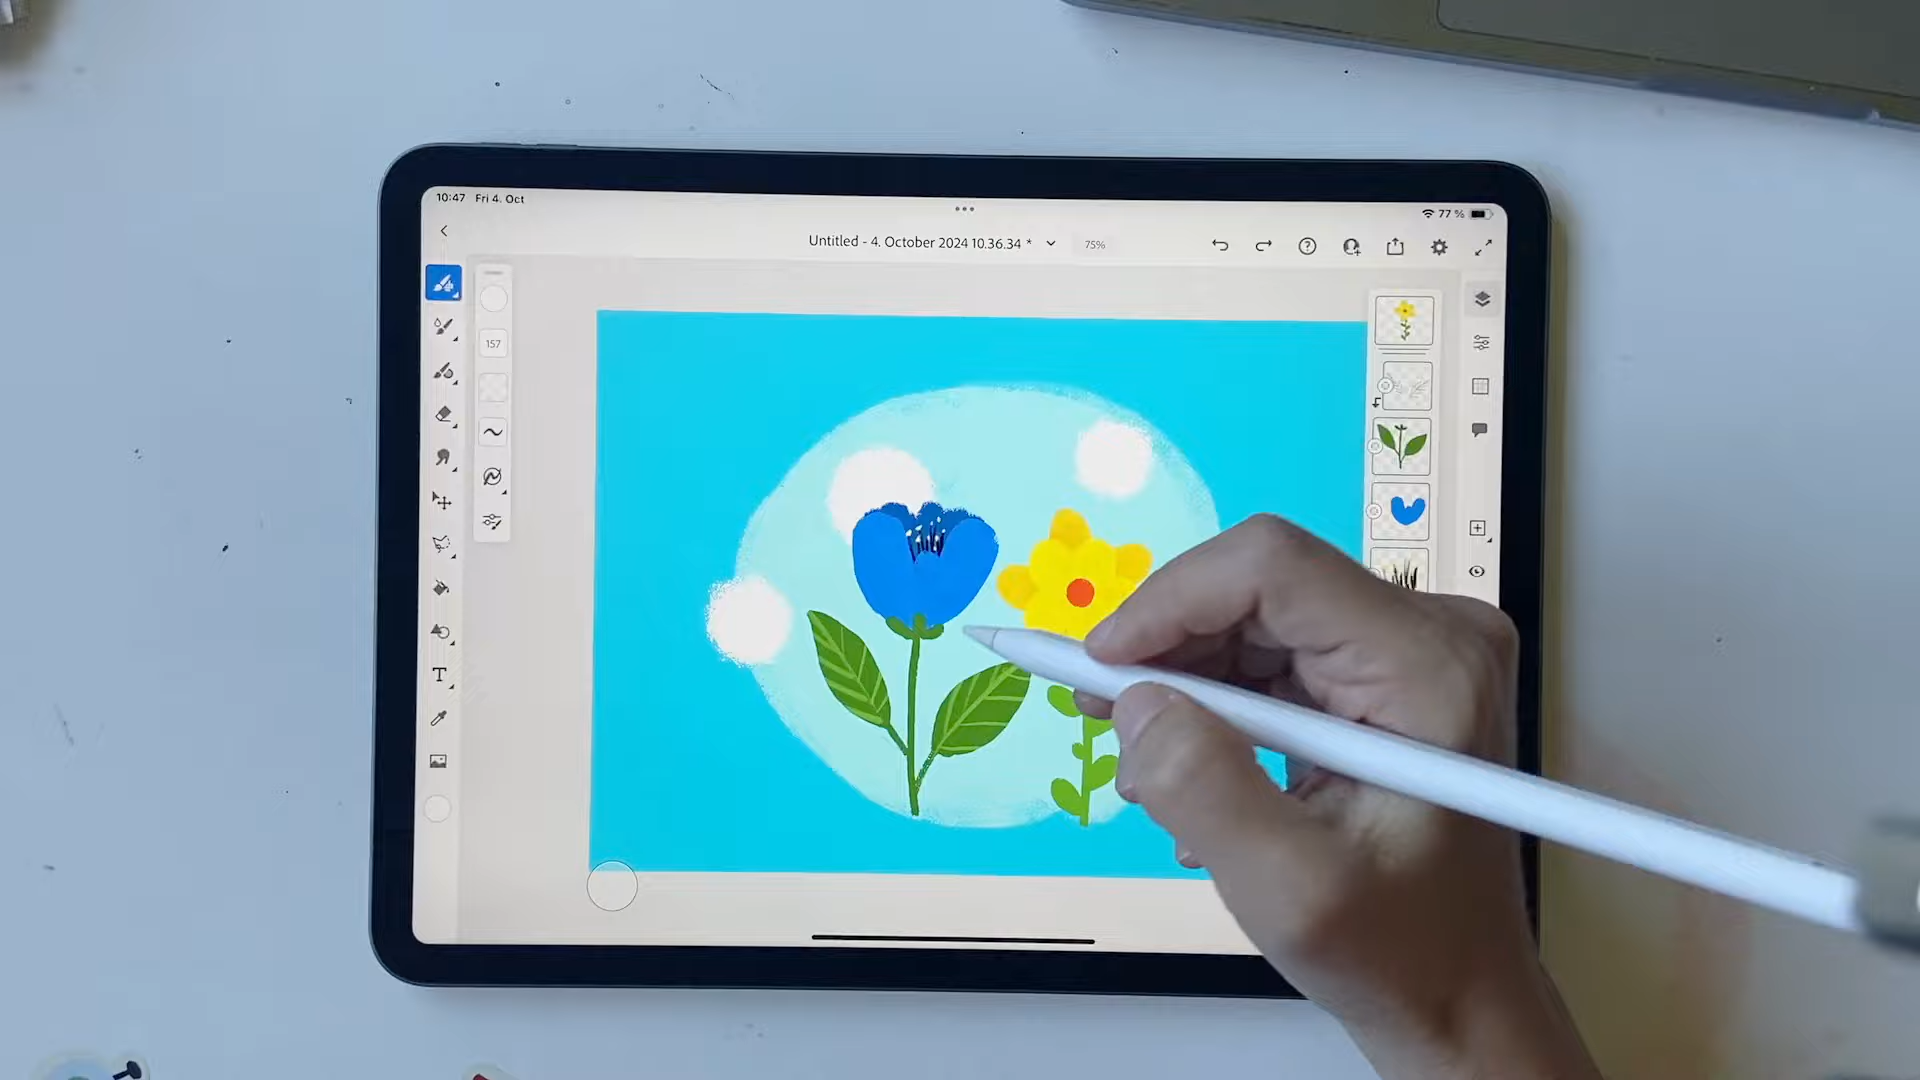 10:47 Fri 4. Oct
77 %
Untitled - 4. October 2024 10.36.34 *
75%
157
T